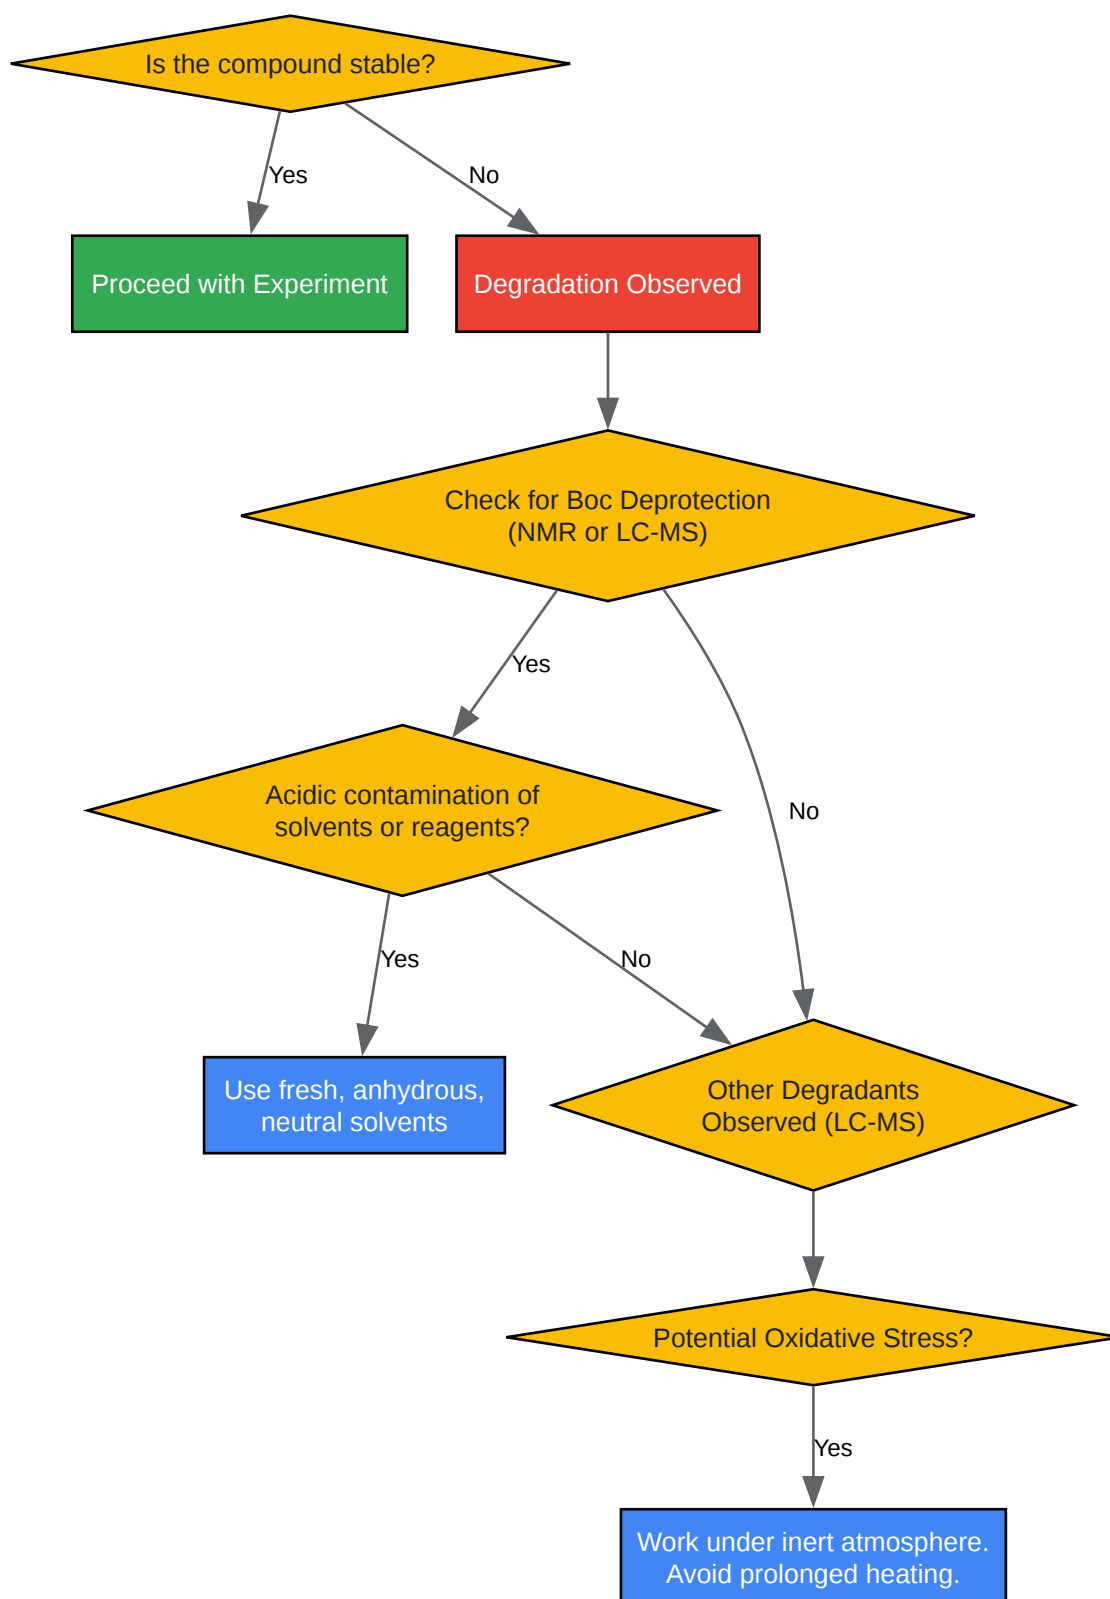 Is the compound stable?
Yes
No
Proceed with Experiment
Degradation Observed
Check for Boc Deprotection
(NMR or LC-MS)
Yes
No
Acidic contamination of
solvents or reagents?
Yes
No
Use fresh, anhydrous,
neutral solvents
Other Degradants
Observed (LC-MS)
Potential Oxidative Stress?
Yes
Work under inert atmosphere.
Avoid prolonged heating.